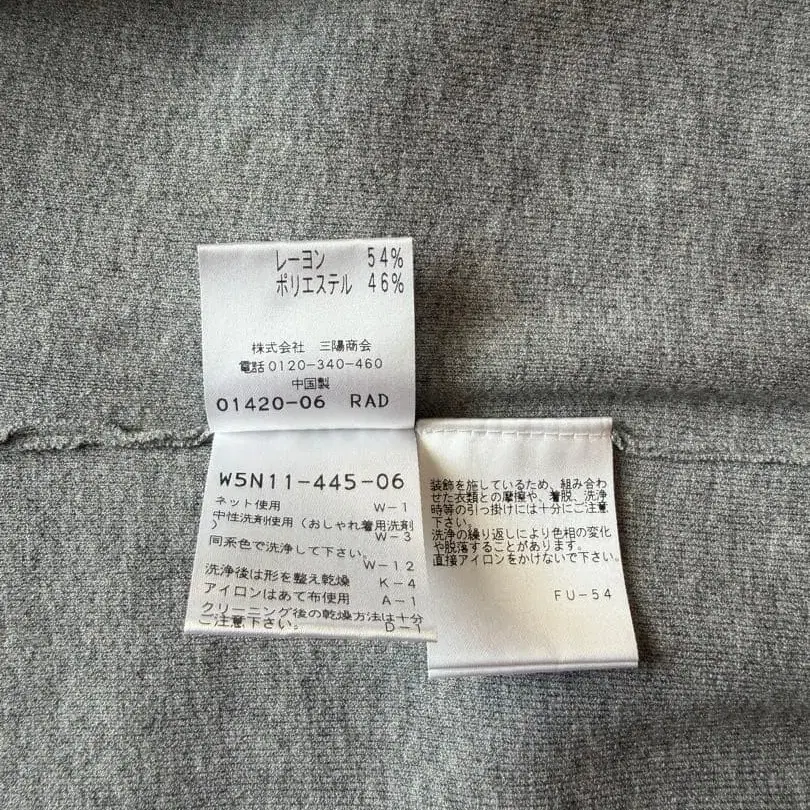 レーヨン 54%
ポリエステル 46%
株式会社 三陽商会
電話0120-340-460
中国製
01420-06 RAD
W5N11-445-06
ネット使用 W-1
中性洗剤使用(おしゃれ着用洗剤
) W-3
同系色で洗浄して下さい。
W-12
洗浄後は形を整え乾燥 K-4
アイロンはあて布使用 A-1
クリーニング後の乾燥方法は十分
ご注意下さい。 D-1
装飾を施しているため、組み合わ
せた衣類との摩擦や、着脱、洗浄
時等の引っ掛けには十分にご注意
下さい。
洗浄の繰り返しにより色相の変化
や脱落することがあります。
直接アイロンをかけないで下さい。
FU-54